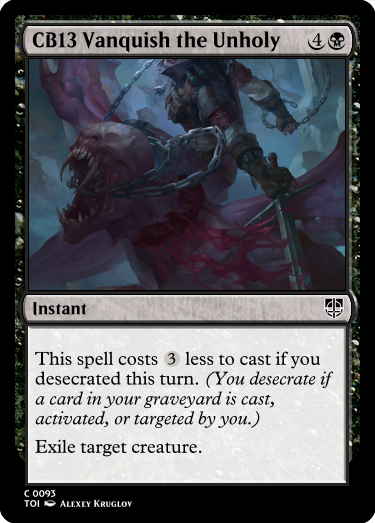 CB13 Vanquish the Unholy 4
Instant
This spell costs 3 less to cast if you
desecrated this turn. (You desecrate if
a card in your graveyard is cast,
activated, or targeted by you.)
Exile target creature.
C 0093
TOI Alexey Kruglov